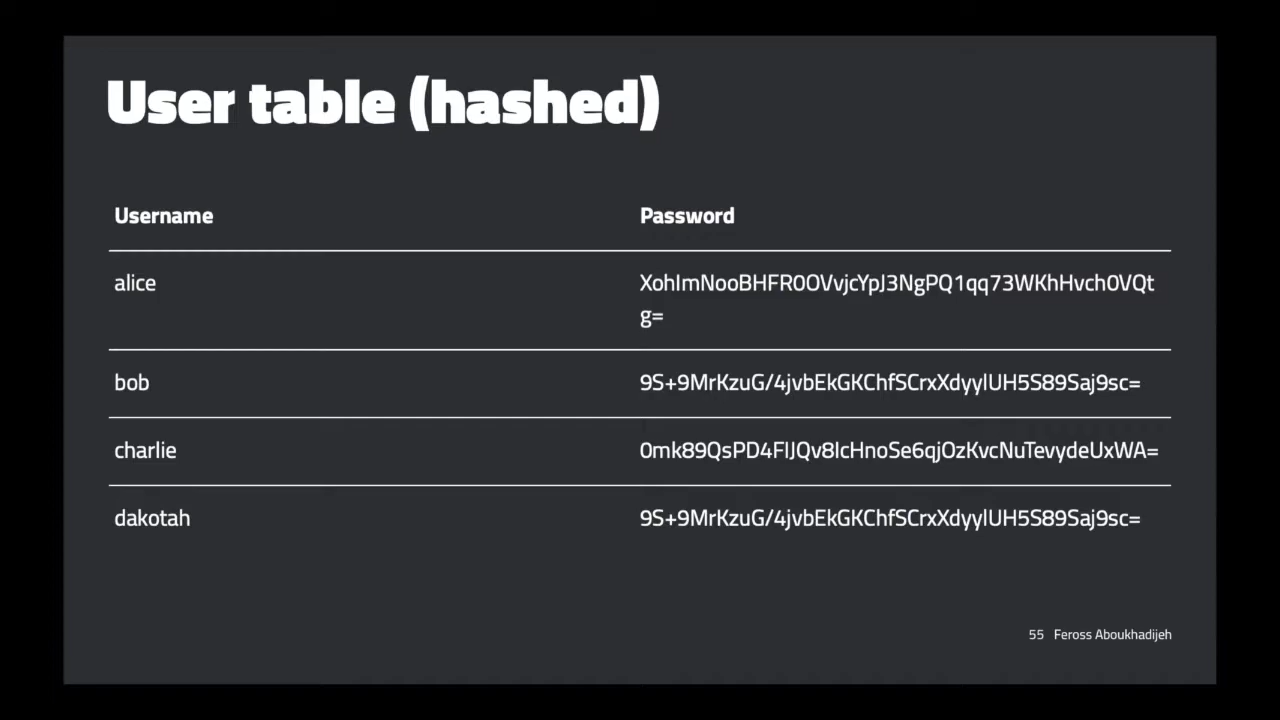 User table (hashed)
Username Password
alice XohImNooBHFR0OVvjcYpJ3NgPQ1qq73WKhHvch0VQt
g=
bob 9S+9MrKzuG/4jvbEkGKChfSCrxXdyylUH5S89Saj9sc=
charlie 0mk89QsPD4FIJQv8IcHnoSe6qjOzKvcNuTevydeUxWA=
dakotah 9S+9MrKzuG/4jvbEkGKChfSCrxXdyylUH5S89Saj9sc=
55 Feross Aboukhadijeh